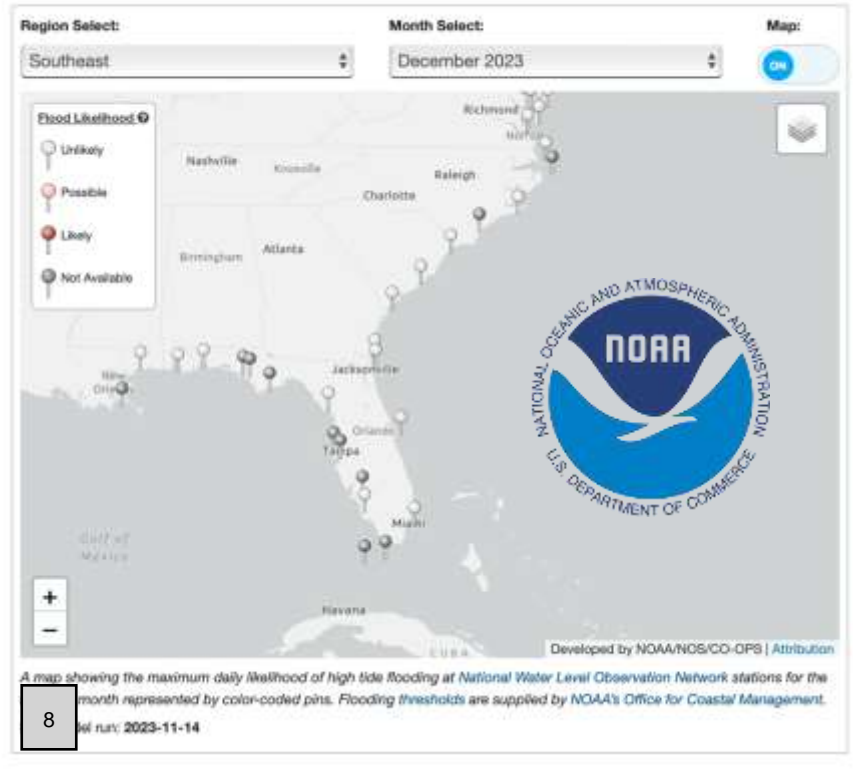 Region Select:
Month Select:
Map:
Southeast
December 2023
ON
Flood Likelihood
Unlikely
Possible
Likely
Not Available
Richmond
Norfolk
Nashville
Knoxville
Raleigh
Charlotte
Birmingham
Atlanta
New
Orleans
Jacksonville
Orlando
Tampa
Miami
Gulf of
Mexico
Havana
CUBA
NATIONAL OCEANIC AND ATMOSPHERIC ADMINISTRATION
NOAA
U.S. DEPARTMENT OF COMMERCE
+
−
Developed by NOAA/NOS/CO-OPS | Attribution
A map showing the maximum daily likelihood of high tide flooding at National Water Level Observation Network stations for the
month represented by color-coded pins. Flooding thresholds are supplied by NOAA's Office for Coastal Management.
run: 2023-11-14
8